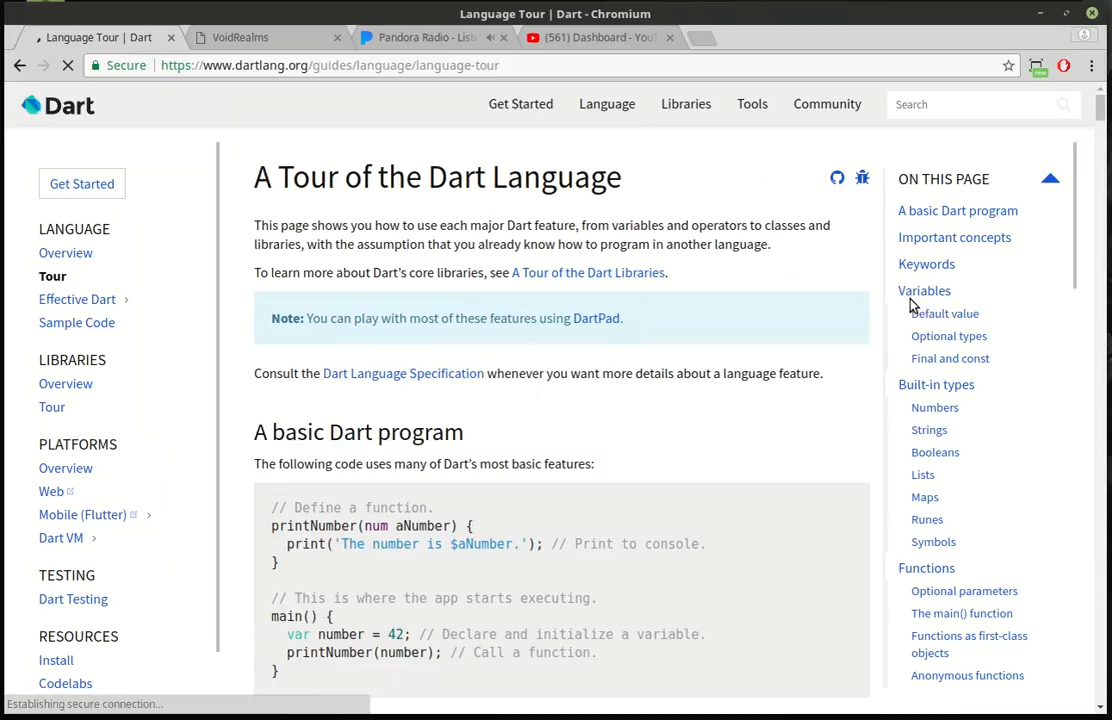 Language Tour | Dart - Chromium
Language Tour | Dart
VoidRealms
Pandora Radio - List
(561) Dashboard - You
Secure
https://www.dartlang.org/guides/language/language-tour
new
Dart
Get Started
Language
Libraries
Tools
Community
Search
Get Started
LANGUAGE
Overview
Tour
Effective Dart
Sample Code
LIBRARIES
Overview
Tour
PLATFORMS
Overview
Web
Mobile (Flutter)
Dart VM
TESTING
Dart Testing
RESOURCES
Install
Codelabs
A Tour of the Dart Language
This page shows you how to use each major Dart feature, from variables and operators to classes and
libraries, with the assumption that you already know how to program in another language.
To learn more about Dart's core libraries, see A Tour of the Dart Libraries.
Note: You can play with most of these features using DartPad.
Consult the Dart Language Specification whenever you want more details about a language feature.
A basic Dart program
The following code uses many of Dart's most basic features:
// Define a function.
printNumber(num aNumber) {
print('The number is $aNumber.'); // Print to console.
}
// This is where the app starts executing.
main() {
var number = 42; // Declare and initialize a variable.
printNumber(number); // Call a function.
}
ON THIS PAGE
A basic Dart program
Important concepts
Keywords
Variables
Default value
Optional types
Final and const
Built-in types
Numbers
Strings
Booleans
Lists
Maps
Runes
Symbols
Functions
Optional parameters
The main() function
Functions as first-class
objects
Anonymous functions
Establishing secure connection...